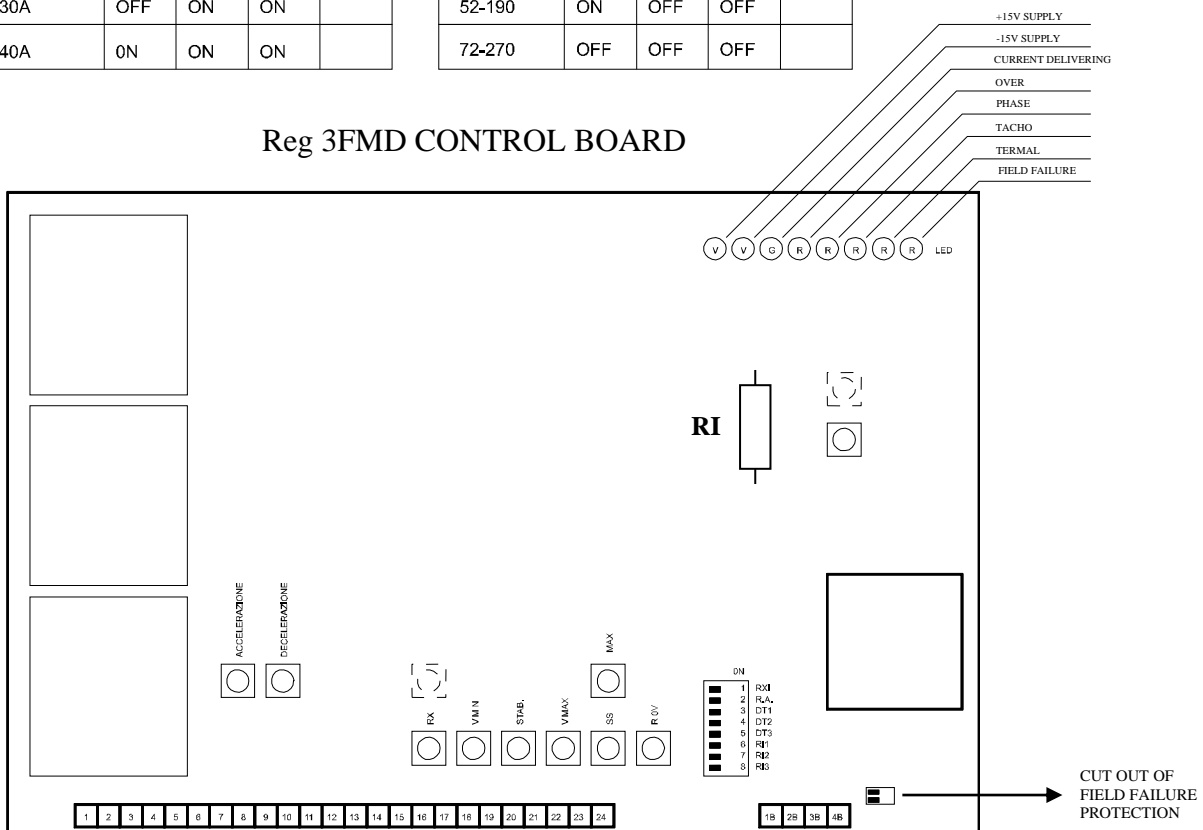 30A OFF ON ON
40A 0N ON ON
52-190 ON OFF OFF
72-270 OFF OFF OFF
+15V SUPPLY
-15V SUPPLY
CURRENT DELIVERING
OVER
PHASE
TACHO
TERMAL
FIELD FAILURE
Reg 3FMD CONTROL BOARD
V V G R R R R R LED
RI
ACCELERAZIONE
DECELERAZIONE
MAX
RX
VMIN
STAB.
VMAX
SS
R 0V
0N
1 RXI
2 R.A.
3 DT1
4 DT2
5 DT3
6 RI1
7 RI2
8 RI3
CUT OUT OF
FIELD FAILURE
PROTECTION
1 2 3 4 5 6 7 8 9 10 11 12 13 14 15 16 17 18 19 20 21 22 23 24
1B 2B 3B 4B